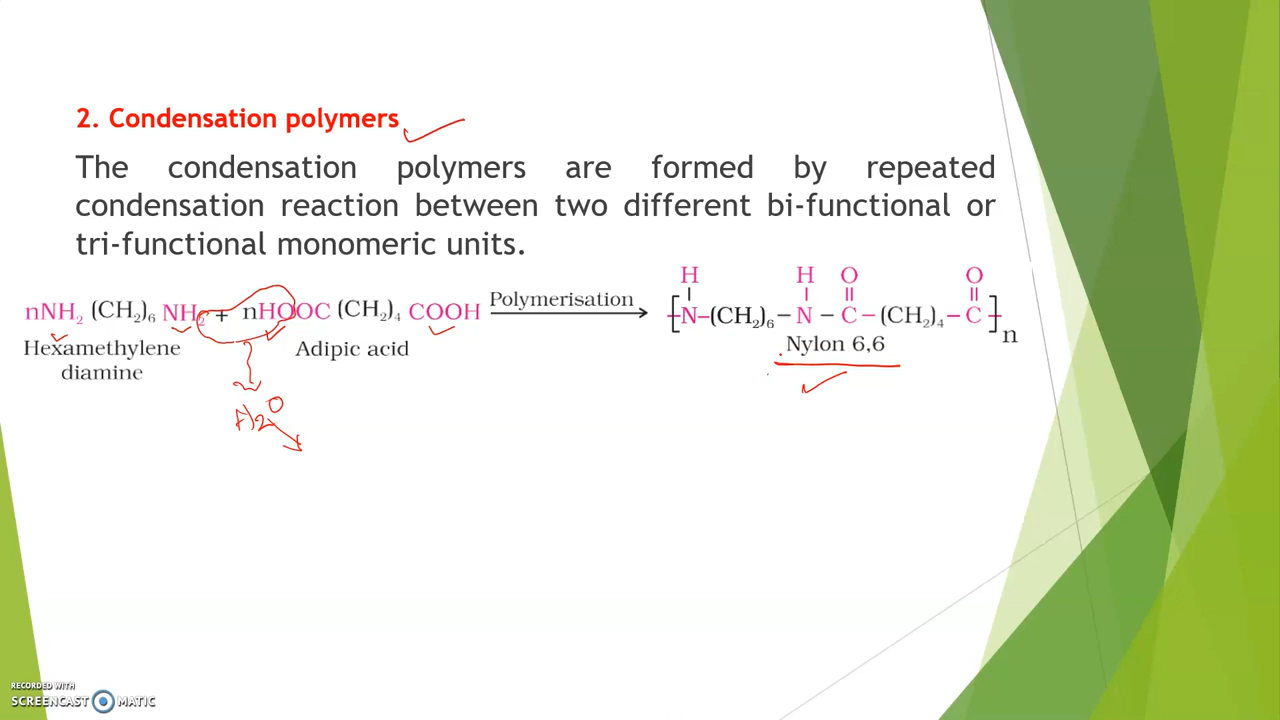 2. Condensation polymers
The condensation polymers are formed by repeated
condensation reaction between two different bi-functional or
tri-functional monomeric units.
nNH₂ (CH₂)₆ NH₂ + nHOOC (CH₂)₄ COOH
Hexamethylene
diamine
Adipic acid
Polymerisation
H H O O
[–N–(CH₂)₆–N–C–(CH₂)₄–C–]n
Nylon 6,6
H₂O
RECORDED WITH
SCREENCAST MATIC